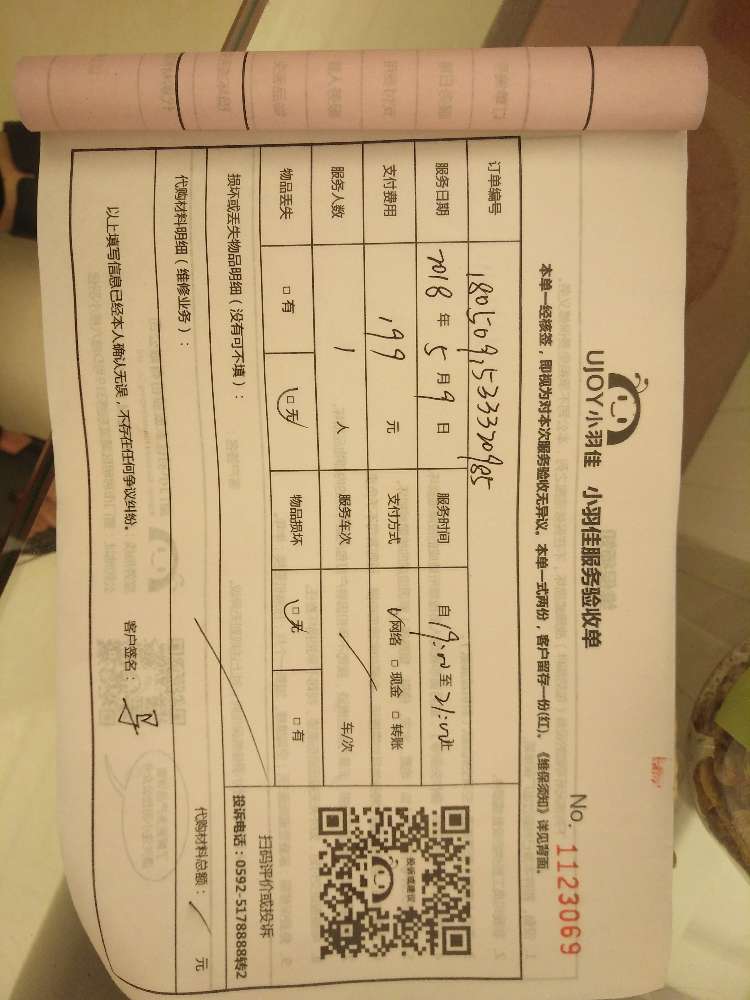 UJOY小羽佳 小羽佳服务验收单
No. 1123069
本单一经核签，即视为对本次服务验收无异议。本单一式两份，客户留存一份(红)。《维保须知》详见背面。
订单编号 1805091533320985
服务日期 2018 年 5 月 9 日 服务时间 自 19:00 至 21:00 止
支付费用 199 元 支付方式 ☑网络 □现金 □转账
服务人数 1 人 服务车次 / 车/次
物品丢失 □有 ☑无 物品损坏 ☑无 □有
投诉或建议
扫码评价或投诉
投诉电话：0592-5178888转2
损坏或丢失物品明细（没有可不填）：
代购材料明细（维修业务）： 代购材料总额： / 元
以上填写信息已经本人确认无误，不存在任何争议纠纷。 客户签名：